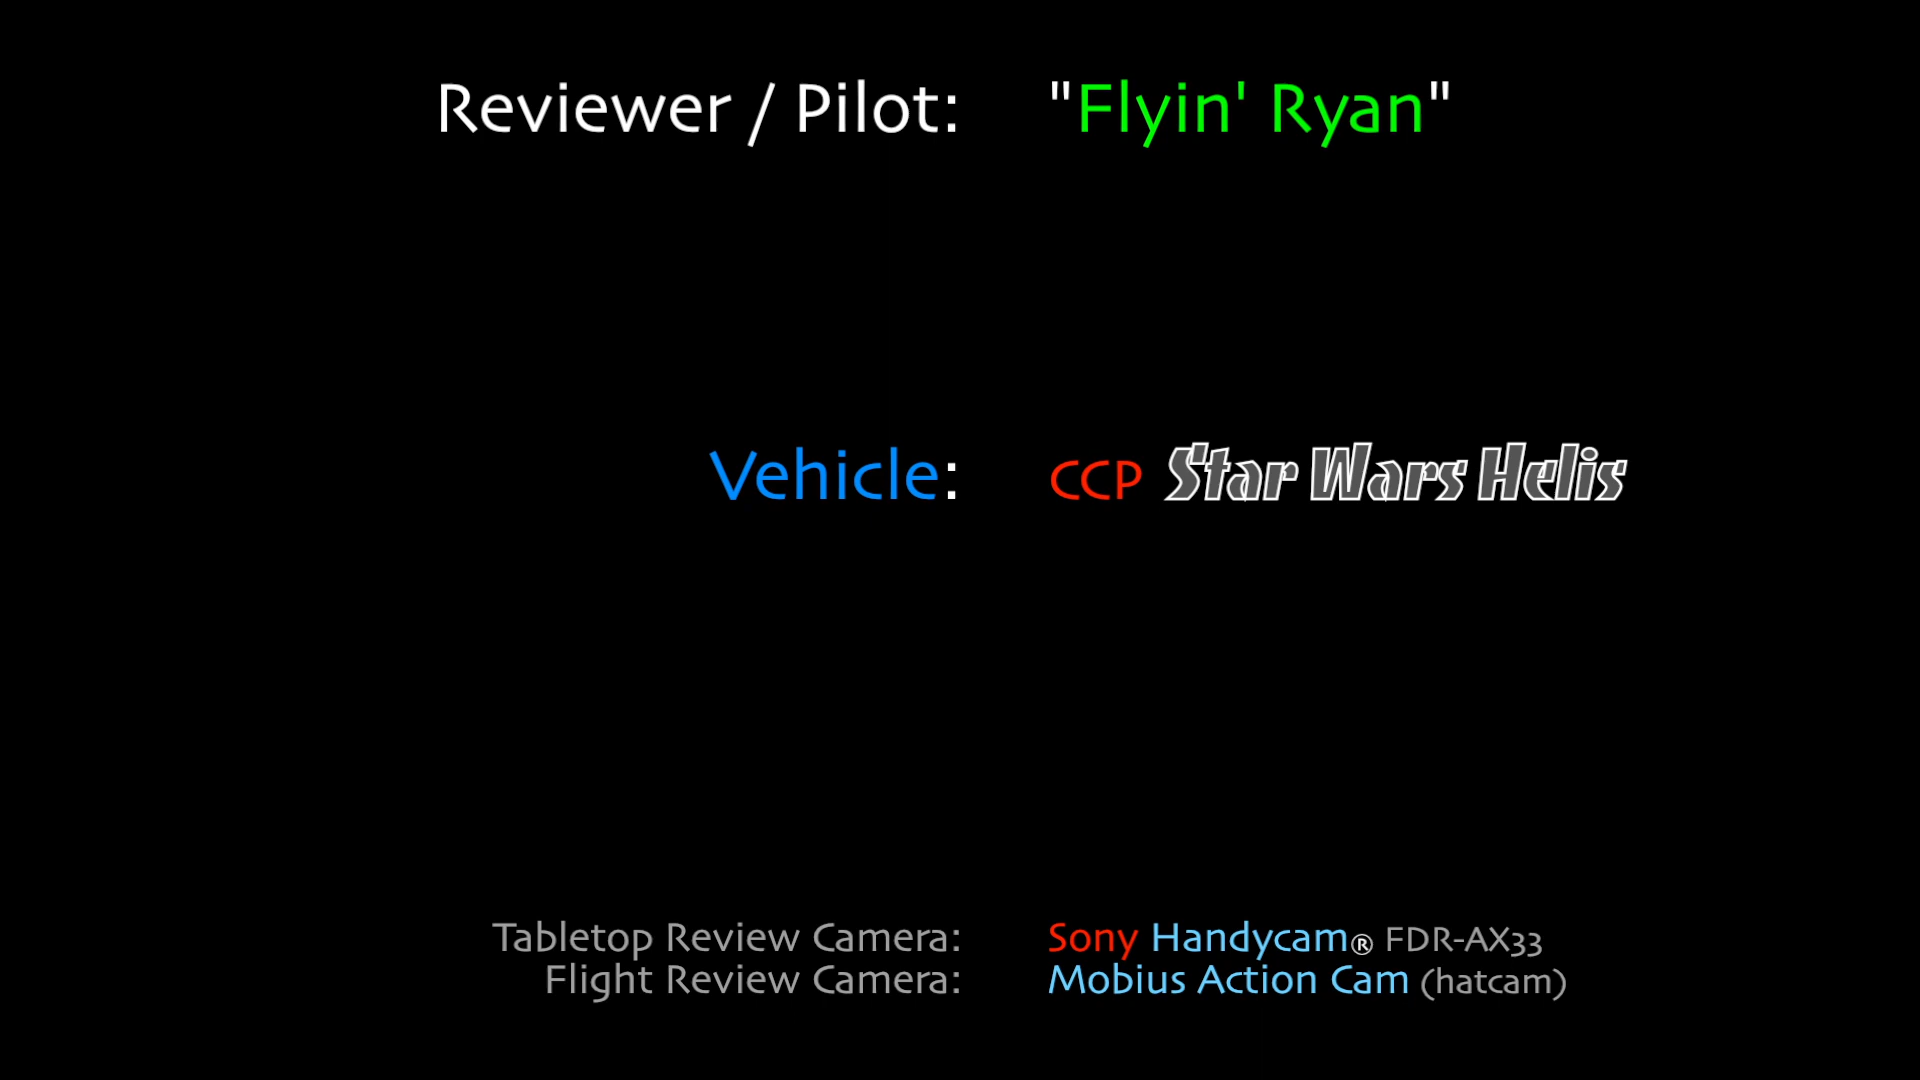 Reviewer / Pilot: "Flyin' Ryan"
Vehicle: CCP Star Wars Helis
Tabletop Review Camera: Sony Handycam® FDR-AX33
Flight Review Camera: Mobius Action Cam (hatcam)